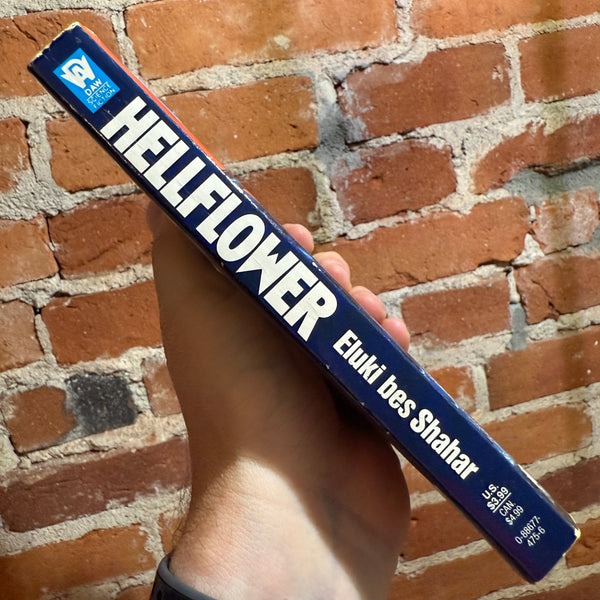 DAW
SCIENCE
FICTION
HELLFLOWER
Eluki bes Shahar
U.S.
$3.99
CAN.
$4.99
0-88677-
475-6